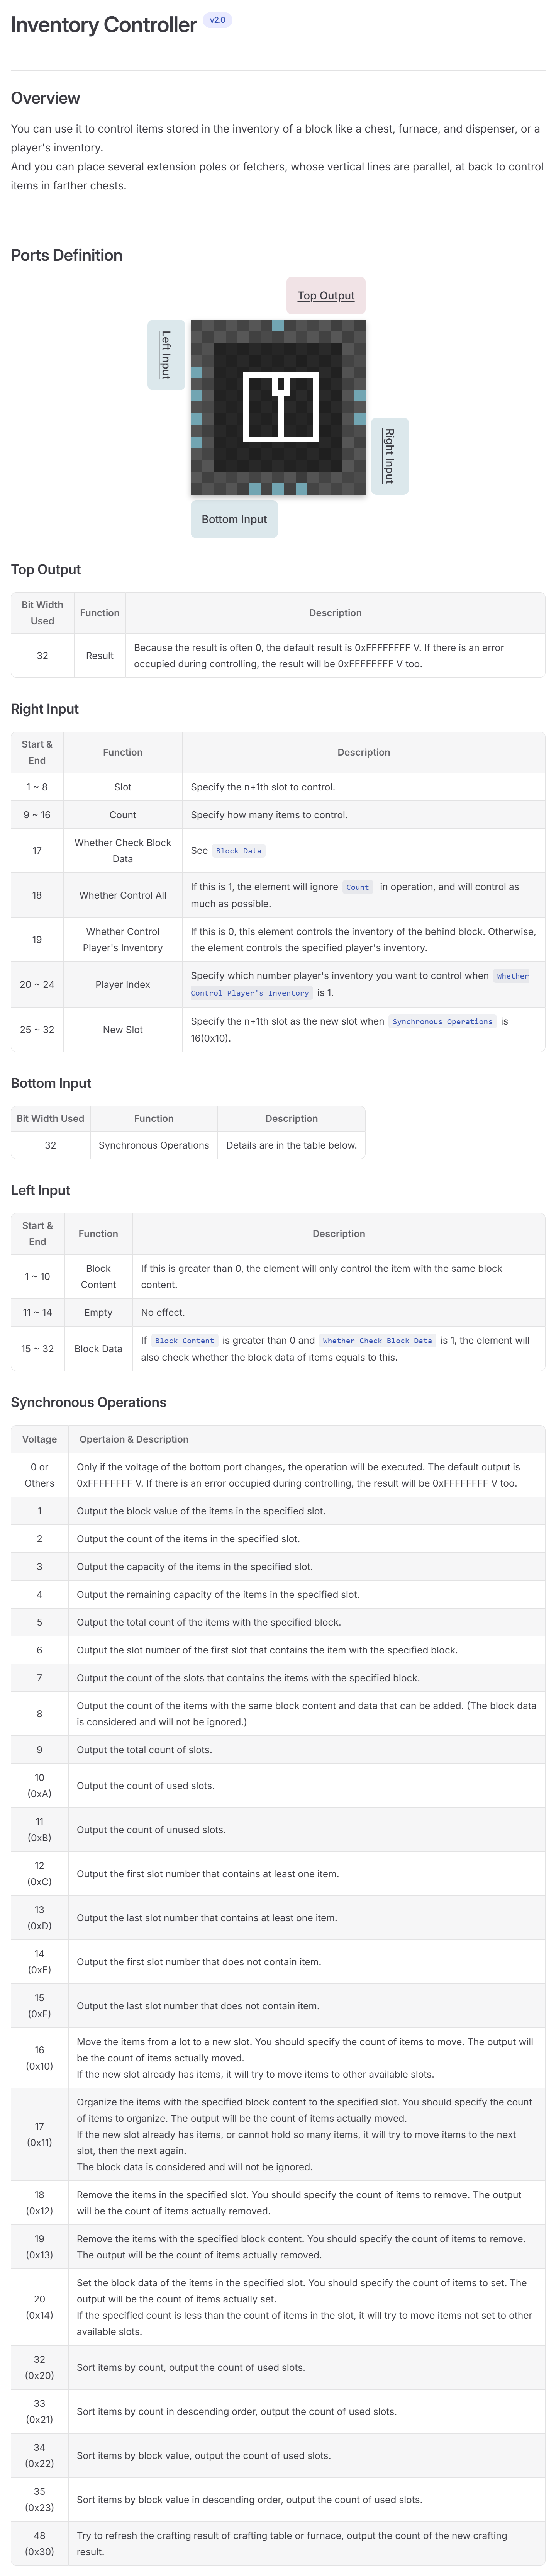 Inventory Controller v2.0
Overview
You can use it to control items stored in the inventory of a block like a chest, furnace, and dispenser, or a
player's inventory.
And you can place several extension poles or fetchers, whose vertical lines are parallel, at back to control
items in farther chests.
Ports Definition
Top Output
Left Input
Right Input
Bottom Input
Top Output
Bit Width
Used
Function
Description
32
Result
Because the result is often 0, the default result is 0xFFFFFFFF V. If there is an error
occupied during controlling, the result will be 0xFFFFFFFF V too.
Right Input
Start &
End
Function
Description
1 ~ 8
Slot
Specify the n+1th slot to control.
9 ~ 16
Count
Specify how many items to control.
17
Whether Check Block
Data
See Block Data
18
Whether Control All
If this is 1, the element will ignore Count in operation, and will control as
much as possible.
19
Whether Control
Player's Inventory
If this is 0, this element controls the inventory of the behind block. Otherwise,
the element controls the specified player's inventory.
20 ~ 24
Player Index
Specify which number player's inventory you want to control when Whether
Control Player's Inventory is 1.
25 ~ 32
New Slot
Specify the n+1th slot as the new slot when Synchronous Operations is
16(0x10).
Bottom Input
Bit Width Used
Function
Description
32
Synchronous Operations
Details are in the table below.
Left Input
Start &
End
Function
Description
1 ~ 10
Block
Content
If this is greater than 0, the element will only control the item with the same block
content.
11 ~ 14
Empty
No effect.
15 ~ 32
Block Data
If Block Content is greater than 0 and Whether Check Block Data is 1, the element will
also check whether the block data of items equals to this.
Synchronous Operations
Voltage
Opertaion & Description
0 or
Others
Only if the voltage of the bottom port changes, the operation will be executed. The default output is
0xFFFFFFFF V. If there is an error occupied during controlling, the result will be 0xFFFFFFFF V too.
1
Output the block value of the items in the specified slot.
2
Output the count of the items in the specified slot.
3
Output the capacity of the items in the specified slot.
4
Output the remaining capacity of the items in the specified slot.
5
Output the total count of the items with the specified block.
6
Output the slot number of the first slot that contains the item with the specified block.
7
Output the count of the slots that contains the items with the specified block.
8
Output the count of the items with the same block content and data that can be added. (The block data
is considered and will not be ignored.)
9
Output the total count of slots.
10
(0xA)
Output the count of used slots.
11
(0xB)
Output the count of unused slots.
12
(0xC)
Output the first slot number that contains at least one item.
13
(0xD)
Output the last slot number that contains at least one item.
14
(0xE)
Output the first slot number that does not contain item.
15
(0xF)
Output the last slot number that does not contain item.
16
(0x10)
Move the items from a lot to a new slot. You should specify the count of items to move. The output will
be the count of items actually moved.
If the new slot already has items, it will try to move items to other available slots.
17
(0x11)
Organize the items with the specified block content to the specified slot. You should specify the count
of items to organize. The output will be the count of items actually moved.
If the new slot already has items, or cannot hold so many items, it will try to move items to the next
slot, then the next again.
The block data is considered and will not be ignored.
18
(0x12)
Remove the items in the specified slot. You should specify the count of items to remove. The output
will be the count of items actually removed.
19
(0x13)
Remove the items with the specified block content. You should specify the count of items to remove.
The output will be the count of items actually removed.
20
(0x14)
Set the block data of the items in the specified slot. You should specify the count of items to set. The
output will be the count of items actually set.
If the specified count is less than the count of items in the slot, it will try to move items not set to other
available slots.
32
(0x20)
Sort items by count, output the count of used slots.
33
(0x21)
Sort items by count in descending order, output the count of used slots.
34
(0x22)
Sort items by block value, output the count of used slots.
35
(0x23)
Sort items by block value in descending order, output the count of used slots.
48
(0x30)
Try to refresh the crafting result of crafting table or furnace, output the count of the new crafting
result.